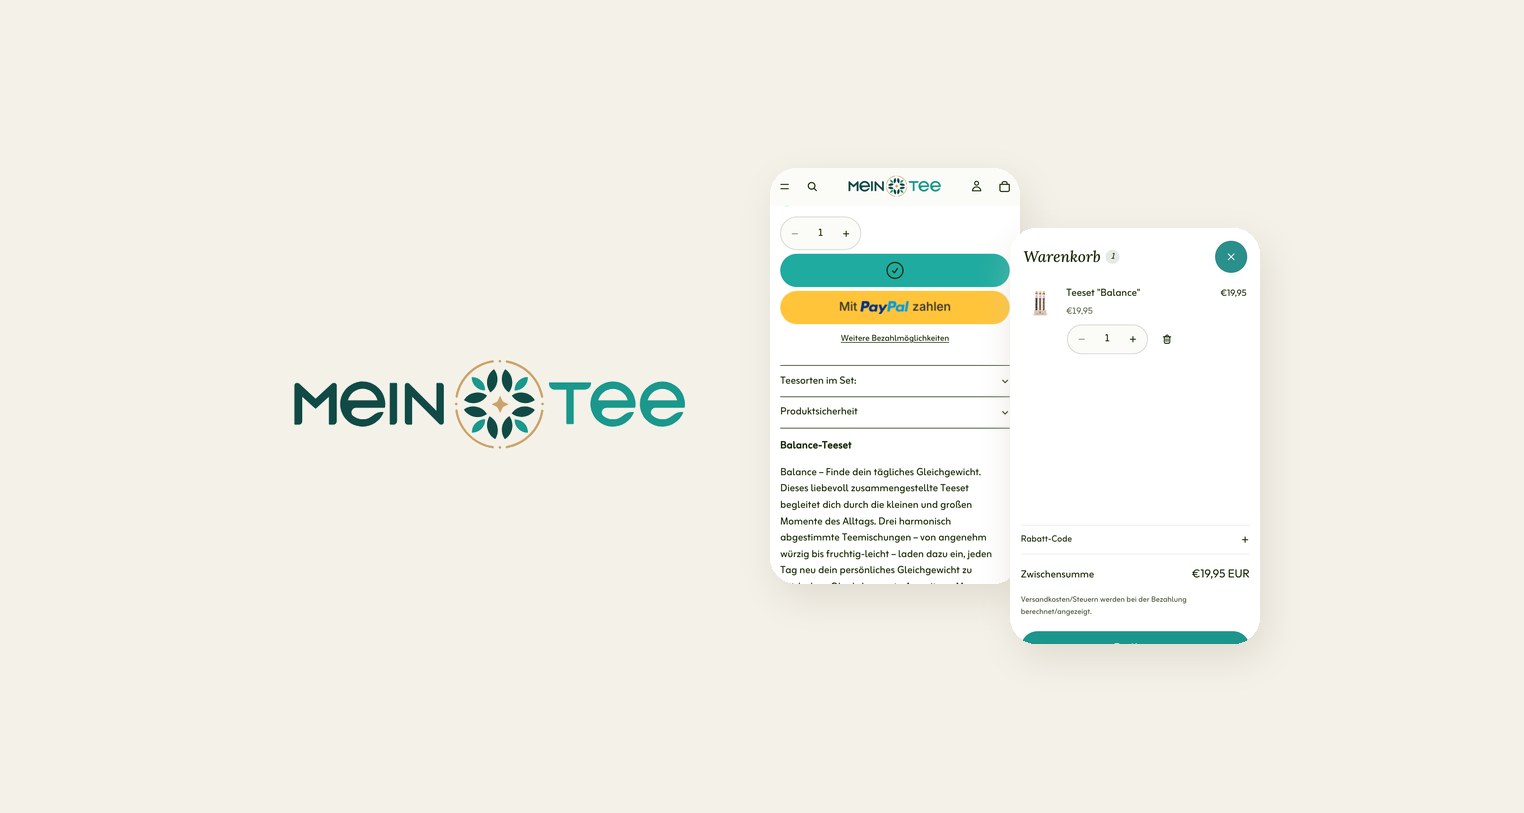 MEIN TEE
MEIN TEE
1
Mit PayPal zahlen
Weitere Bezahlmöglichkeiten
Teesorten im Set:
Produktsicherheit
Balance-Teeset
Balance – Finde dein tägliches Gleichgewicht.
Dieses liebevoll zusammengestellte Teeset
begleitet dich durch die kleinen und großen
Momente des Alltags. Drei harmonisch
abgestimmte Teemischungen – von angenehm
würzig bis fruchtig-leicht – laden dazu ein, jeden
Tag neu dein persönliches Gleichgewicht zu
Warenkorb 1
Teeset "Balance" €19,95
€19,95
1
Rabatt-Code
Zwischensumme €19,95 EUR
Versandkosten/Steuern werden bei der Bezahlung
berechnet/angezeigt.